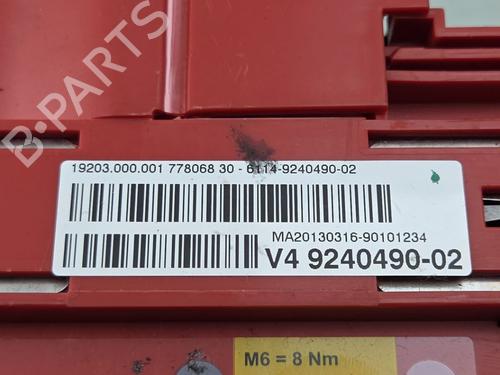 B-PARTS
19203.000.001 778068 30 - 6114-9240490-02
MA20130316-90101234
V4 9240490-02
M6 = 8 Nm